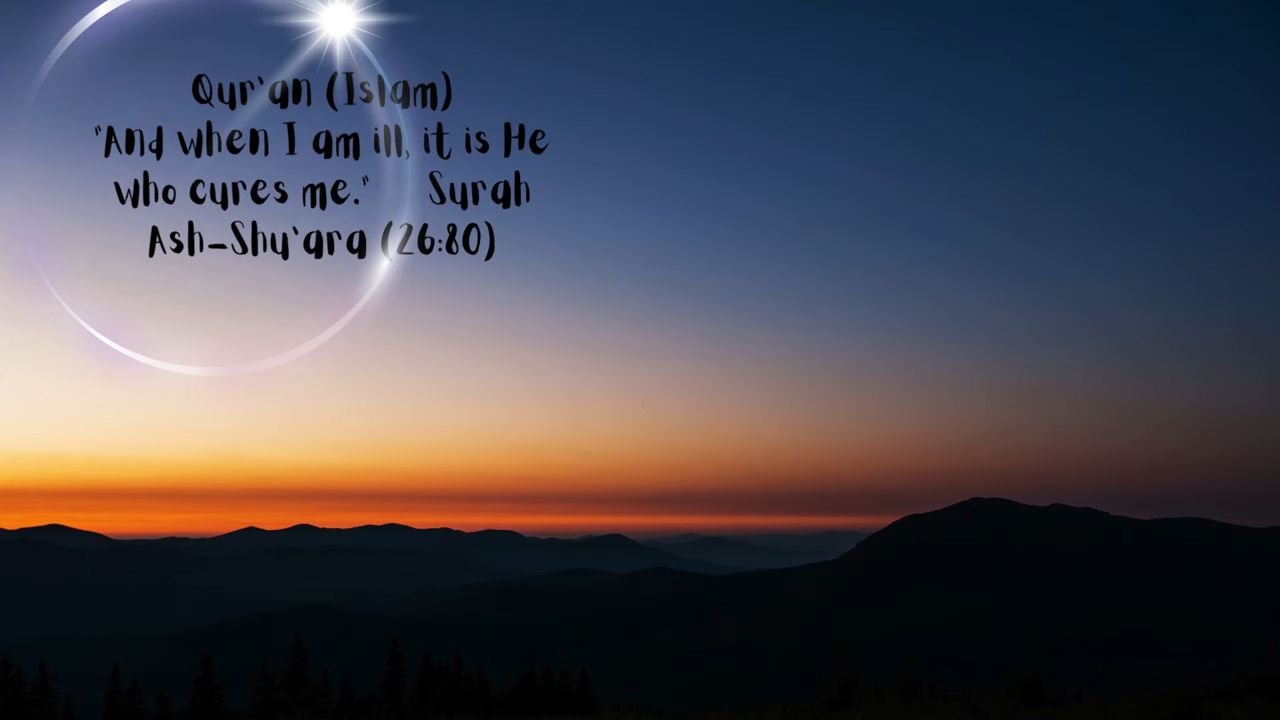 Qur'an (Islam)
"And when I am ill, it is He
who cures me." Surah
Ash-Shu'ara (26:80)